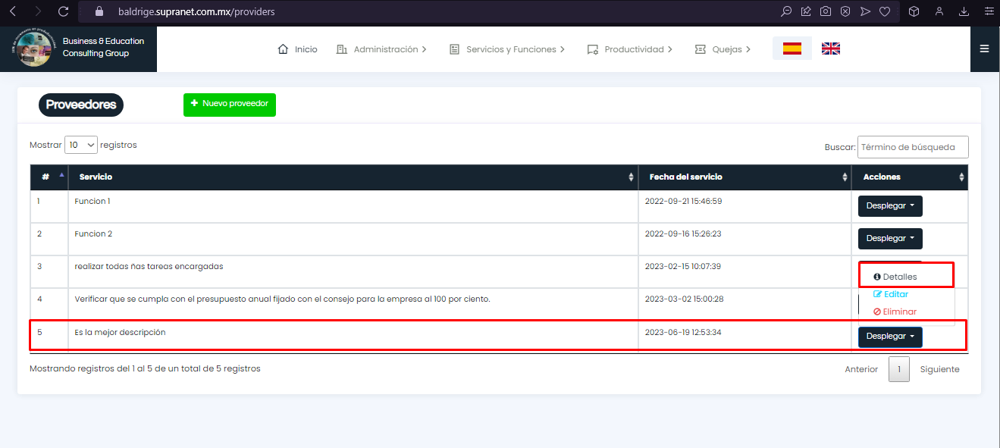 baldrige.supranet.com.mx/providers
Business & Education
Consulting Group
Inicio
Administración
Servicios y Funciones
Productividad
Quejas
Proveedores
+ Nuevo proveedor
Mostrar 10 registros
Buscar: Término de búsqueda
# Servicio Fecha del servicio Acciones
1 Funcion 1 2022-09-21 15:46:59 Desplegar
2 Funcion 2 2022-09-16 15:26:23 Desplegar
3 realizar todas ñas tareas encargadas 2023-02-15 10:07:39
Detalles
4 Verificar que se cumpla con el presupuesto anual fijado con el consejo para la empresa al 100 por ciento. 2023-03-02 15:00:28
Editar
Eliminar
5 Es la mejor descripción 2023-06-19 12:53:34 Desplegar
Mostrando registros del 1 al 5 de un total de 5 registros
Anterior 1 Siguiente